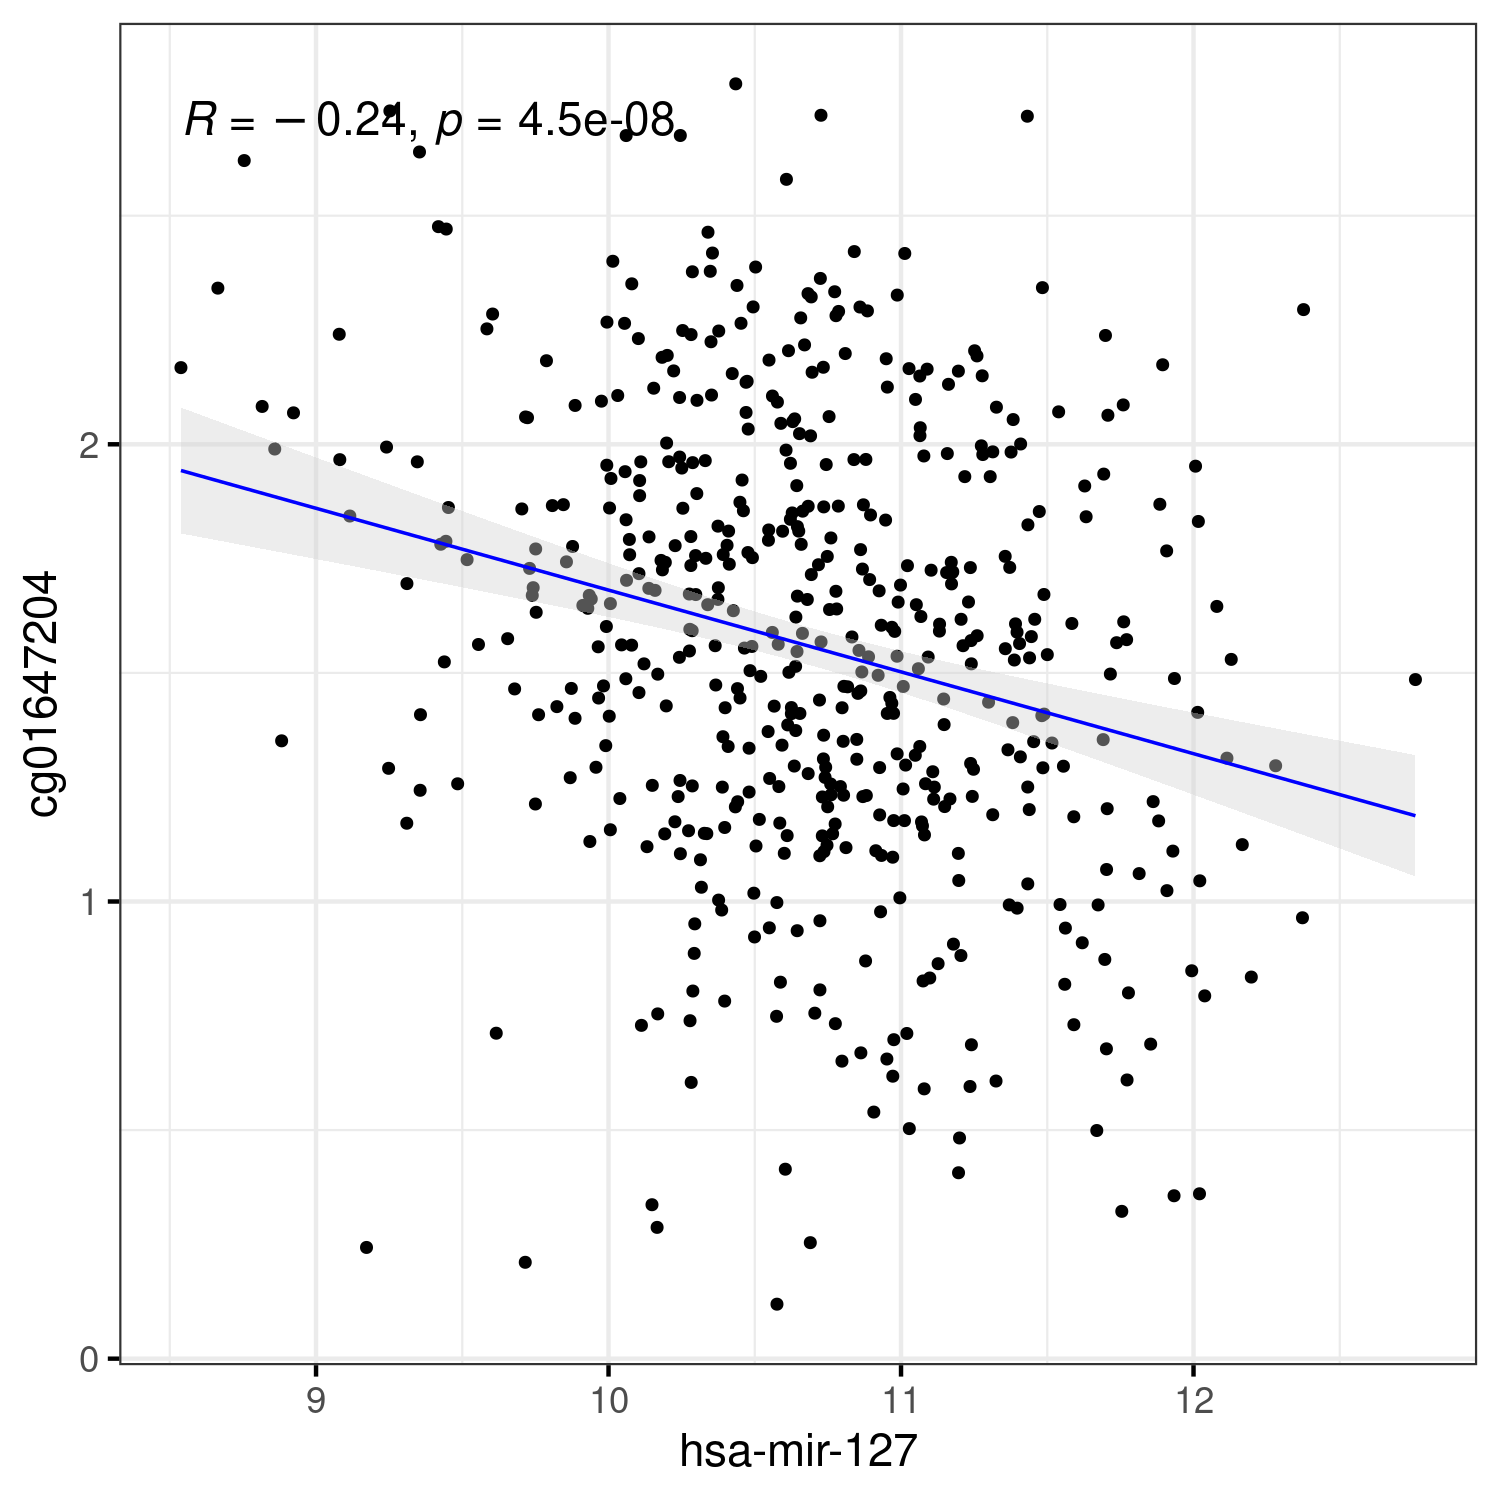 R = −0.24, p = 4.5e-08
cg01647204
2
1
0
9 10 11 12
hsa-mir-127